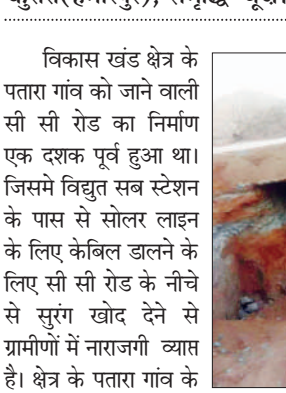 विकास खंड क्षेत्र के
पतारा गांव को जाने वाली
सी सी रोड का निर्माण
एक दशक पूर्व हुआ था।
जिसमे विद्युत सब स्टेशन
के पास से सोलर लाइन
के लिए केबिल डालने के
लिए सी सी रोड के नीचे
से सुरंग खोद देने से
ग्रामीणों में नाराजगी व्याप्त
है। क्षेत्र के पतारा गांव के